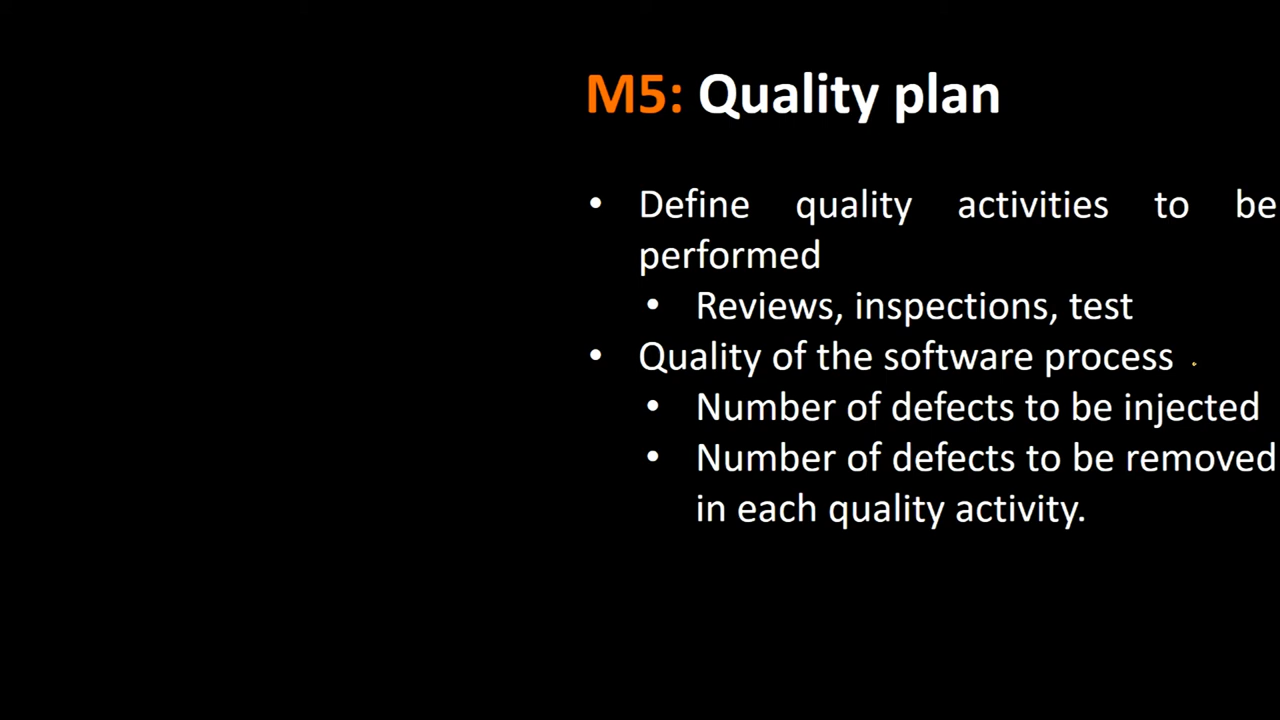 M5: Quality plan
• Define quality activities to be
performed
• Reviews, inspections, test
• Quality of the software process
• Number of defects to be injected
• Number of defects to be removed
in each quality activity.